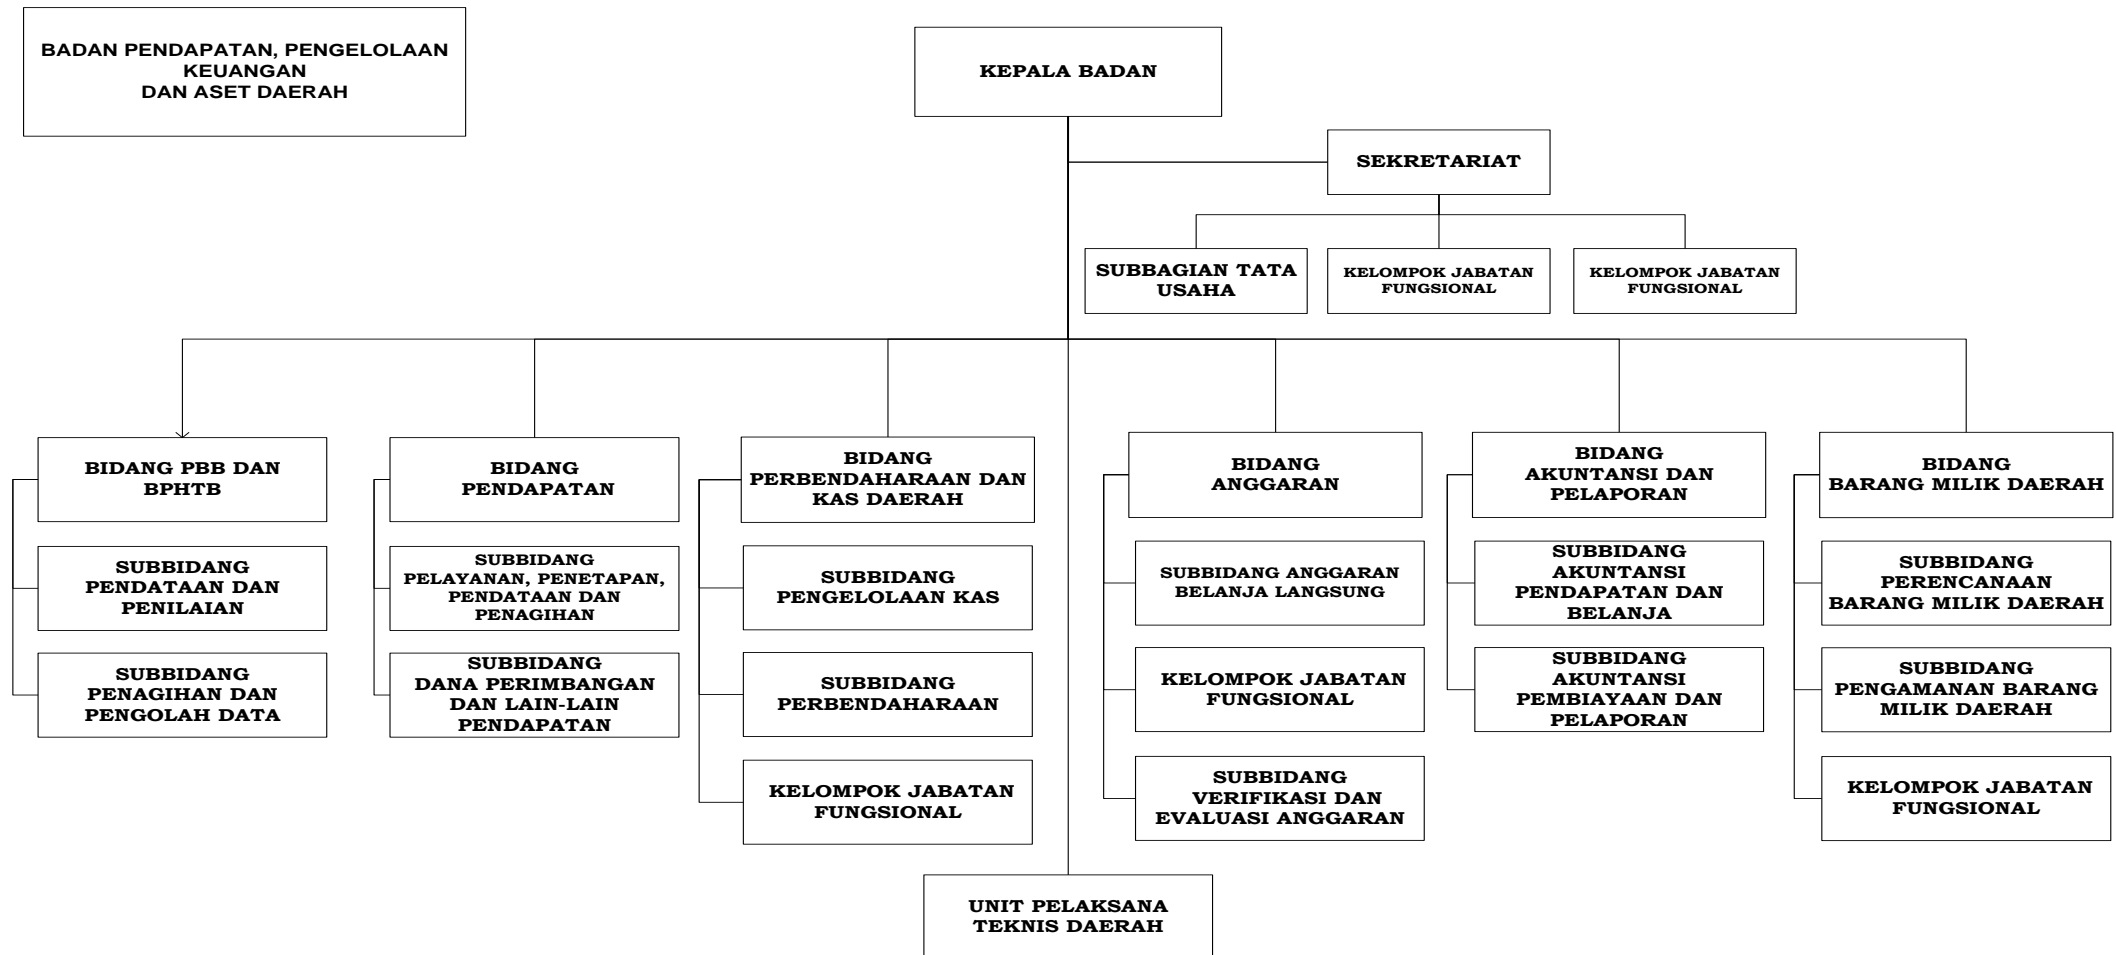 BADAN PENDAPATAN, PENGELOLAAN
KEUANGAN
DAN ASET DAERAH
KEPALA BADAN
SEKRETARIAT
SUBBAGIAN TATA
USAHA
KELOMPOK JABATAN
FUNGSIONAL
KELOMPOK JABATAN
FUNGSIONAL
BIDANG PBB DAN
BPHTB
SUBBIDANG
PENDATAAN DAN
PENILAIAN
SUBBIDANG
PENAGIHAN DAN
PENGOLAH DATA
BIDANG
PENDAPATAN
SUBBIDANG
PELAYANAN, PENETAPAN,
PENDATAAN DAN
PENAGIHAN
SUBBIDANG
DANA PERIMBANGAN
DAN LAIN-LAIN
PENDAPATAN
BIDANG
PERBENDAHARAAN DAN
KAS DAERAH
SUBBIDANG
PENGELOLAAN KAS
SUBBIDANG
PERBENDAHARAAN
KELOMPOK JABATAN
FUNGSIONAL
BIDANG
ANGGARAN
SUBBIDANG ANGGARAN
BELANJA LANGSUNG
KELOMPOK JABATAN
FUNGSIONAL
SUBBIDANG
VERIFIKASI DAN
EVALUASI ANGGARAN
BIDANG
AKUNTANSI DAN
PELAPORAN
SUBBIDANG
AKUNTANSI
PENDAPATAN DAN
BELANJA
SUBBIDANG
AKUNTANSI
PEMBIAYAAN DAN
PELAPORAN
BIDANG
BARANG MILIK DAERAH
SUBBIDANG
PERENCANAAN
BARANG MILIK DAERAH
SUBBIDANG
PENGAMANAN BARANG
MILIK DAERAH
KELOMPOK JABATAN
FUNGSIONAL
UNIT PELAKSANA
TEKNIS DAERAH